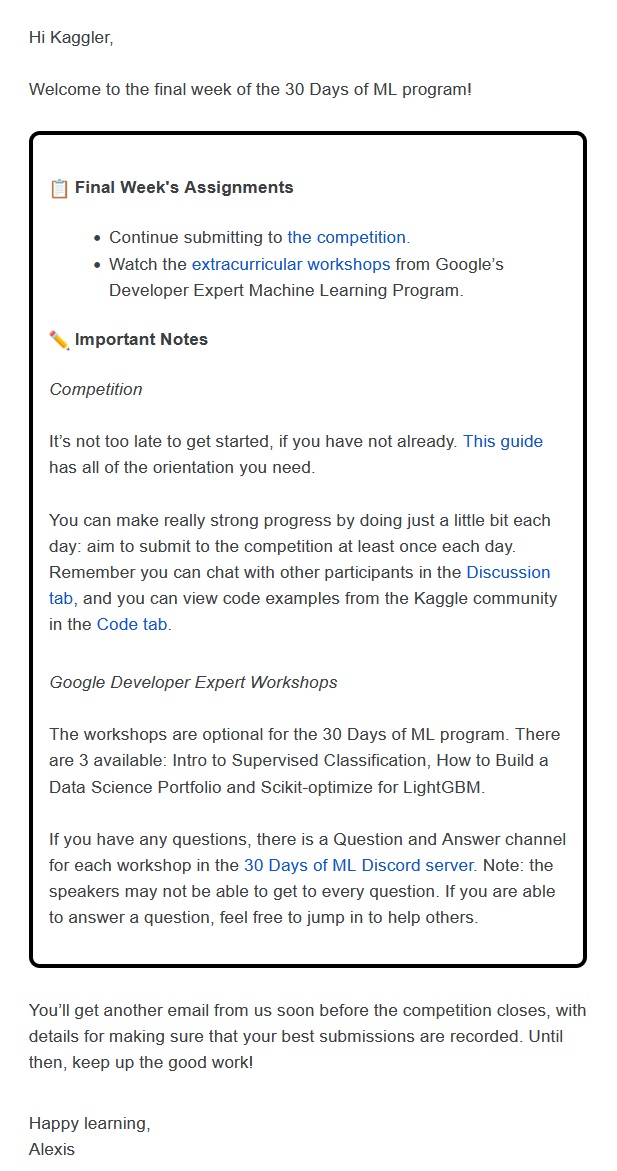 Hi Kaggler,
Welcome to the final week of the 30 Days of ML program!
📋 Final Week's Assignments
• Continue submitting to the competition.
• Watch the extracurricular workshops from Google’s
Developer Expert Machine Learning Program.
✏️ Important Notes
Competition
It’s not too late to get started, if you have not already. This guide
has all of the orientation you need.
You can make really strong progress by doing just a little bit each
day: aim to submit to the competition at least once each day.
Remember you can chat with other participants in the Discussion
tab, and you can view code examples from the Kaggle community
in the Code tab.
Google Developer Expert Workshops
The workshops are optional for the 30 Days of ML program. There
are 3 available: Intro to Supervised Classification, How to Build a
Data Science Portfolio and Scikit-optimize for LightGBM.
If you have any questions, there is a Question and Answer channel
for each workshop in the 30 Days of ML Discord server. Note: the
speakers may not be able to get to every question. If you are able
to answer a question, feel free to jump in to help others.
You’ll get another email from us soon before the competition closes, with
details for making sure that your best submissions are recorded. Until
then, keep up the good work!
Happy learning,
Alexis